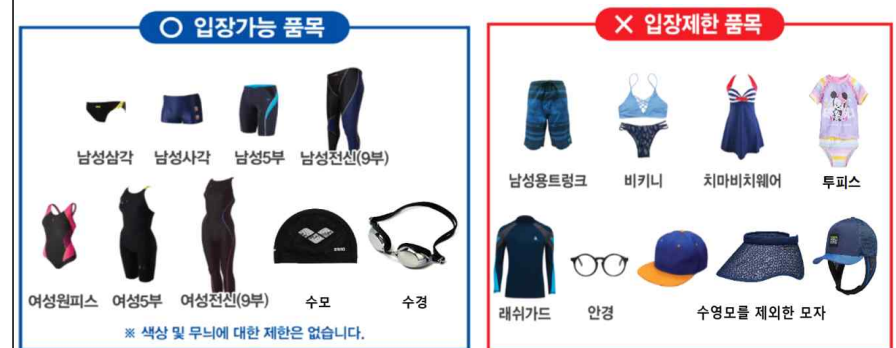 ○ 입장가능 품목
남성삼각 남성사각 남성5부 남성전신(9부)
여성원피스 여성5부 여성전신(9부) 수모 수경
※ 색상 및 무늬에 대한 제한은 없습니다.
✕ 입장제한 품목
남성용트렁크 비키니 치마비치웨어 투피스
래쉬가드 안경 수영모를 제외한 모자